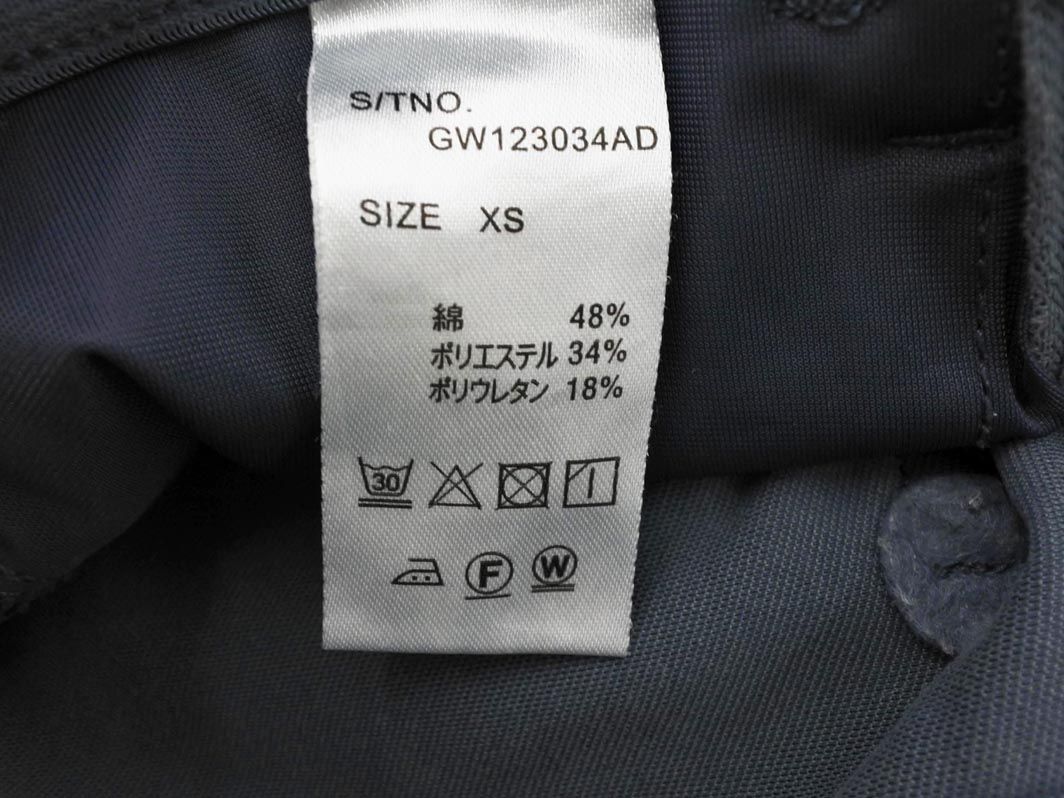 S/TNO.
GW123034AD
SIZE XS
綿 48%
ポリエステル 34%
ポリウレタン 18%
30
F W